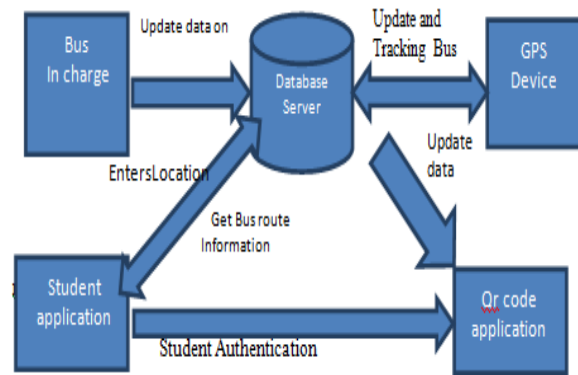 Bus
In charge
Update data on
Database
Server
Update and
Tracking Bus
GPS
Device
Update
data
EntersLocation
Get Bus route
Information
Student
application
Student Authentication
Qr code
application